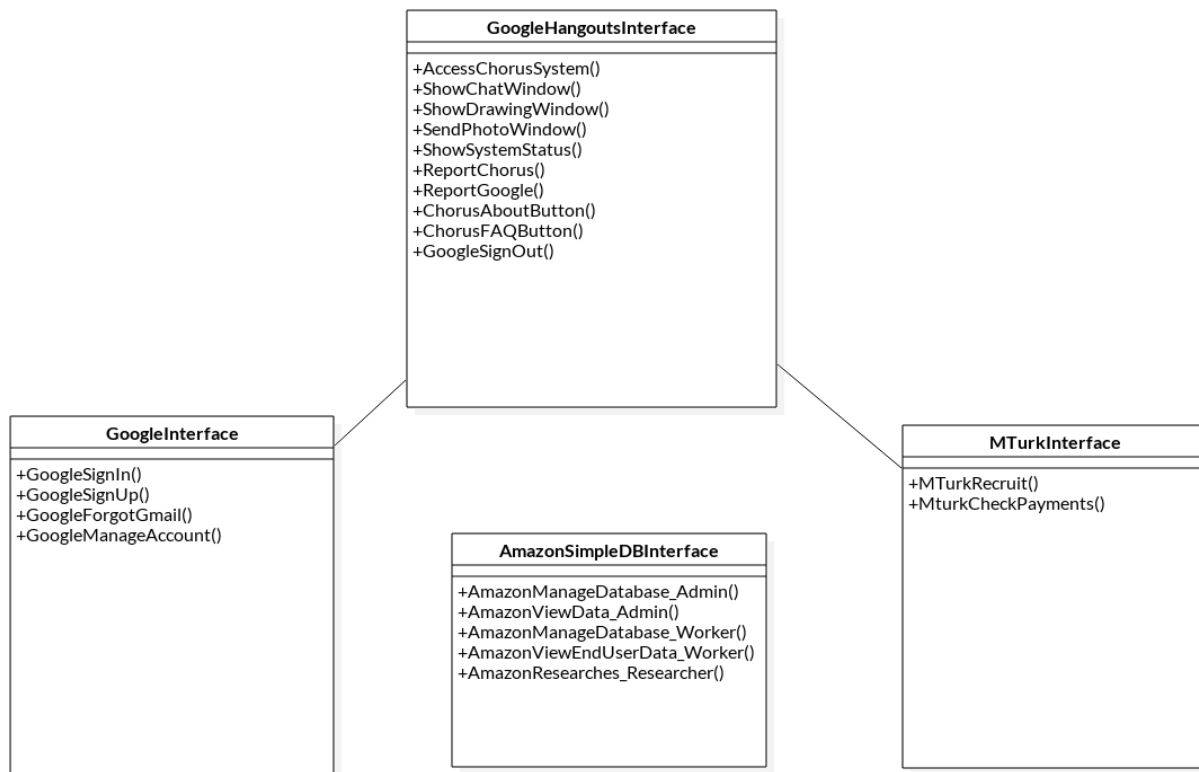 GoogleHangoutsInterface
+AccessChorusSystem()
+ShowChatWindow()
+ShowDrawingWindow()
+SendPhotoWindow()
+ShowSystemStatus()
+ReportChorus()
+ReportGoogle()
+ChorusAboutButton()
+ChorusFAQButton()
+GoogleSignOut()
GoogleInterface
+GoogleSignIn()
+GoogleSignUp()
+GoogleForgotGmail()
+GoogleManageAccount()
AmazonSimpleDBInterface
+AmazonManageDatabase_Admin()
+AmazonViewData_Admin()
+AmazonManageDatabase_Worker()
+AmazonViewEndUserData_Worker()
+AmazonResearches_Researcher()
MTurkInterface
+MTurkRecruit()
+MturkCheckPayments()